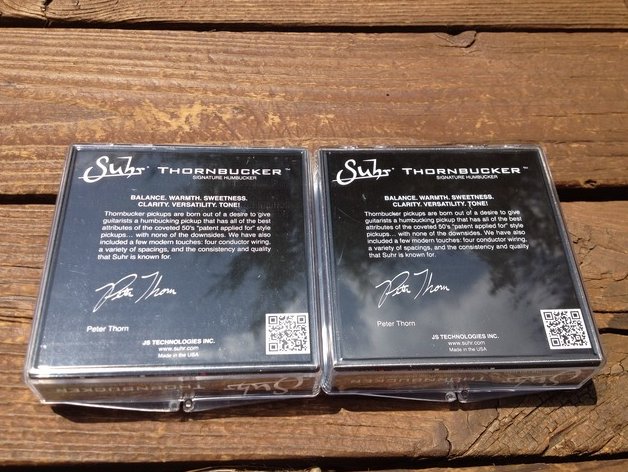 Suhr THORNBUCKER™
SIGNATURE HUMBUCKER
BALANCE. WARMTH. SWEETNESS.
CLARITY. VERSATILITY. TONE!
Thornbucker pickups are born out of a desire to give
guitarists a humbucking pickup that has all of the best
attributes of the coveted 50's "patent applied for" style
pickups... with none of the downsides. We have also
included a few modern touches: four conductor wiring,
a variety of spacings, and the consistency and quality
that Suhr is known for.
Pete Thorn
Peter Thorn
JS TECHNOLOGIES INC.
www.suhr.com
Made in the USA
Suhr THORNBUCKER
Suhr THORNBUCKER™
SIGNATURE HUMBUCKER
BALANCE. WARMTH. SWEETNESS.
CLARITY. VERSATILITY. TONE!
Thornbucker pickups are born out of a desire to give
guitarists a humbucking pickup that has all of the best
attributes of the coveted 50's "patent applied for" style
pickups... with none of the downsides. We have also
included a few modern touches: four conductor wiring,
a variety of spacings, and the consistency and quality
that Suhr is known for.
Pete Thorn
Peter Thorn
JS TECHNOLOGIES INC.
www.suhr.com
Made in the USA
Suhr THORNBUCKER